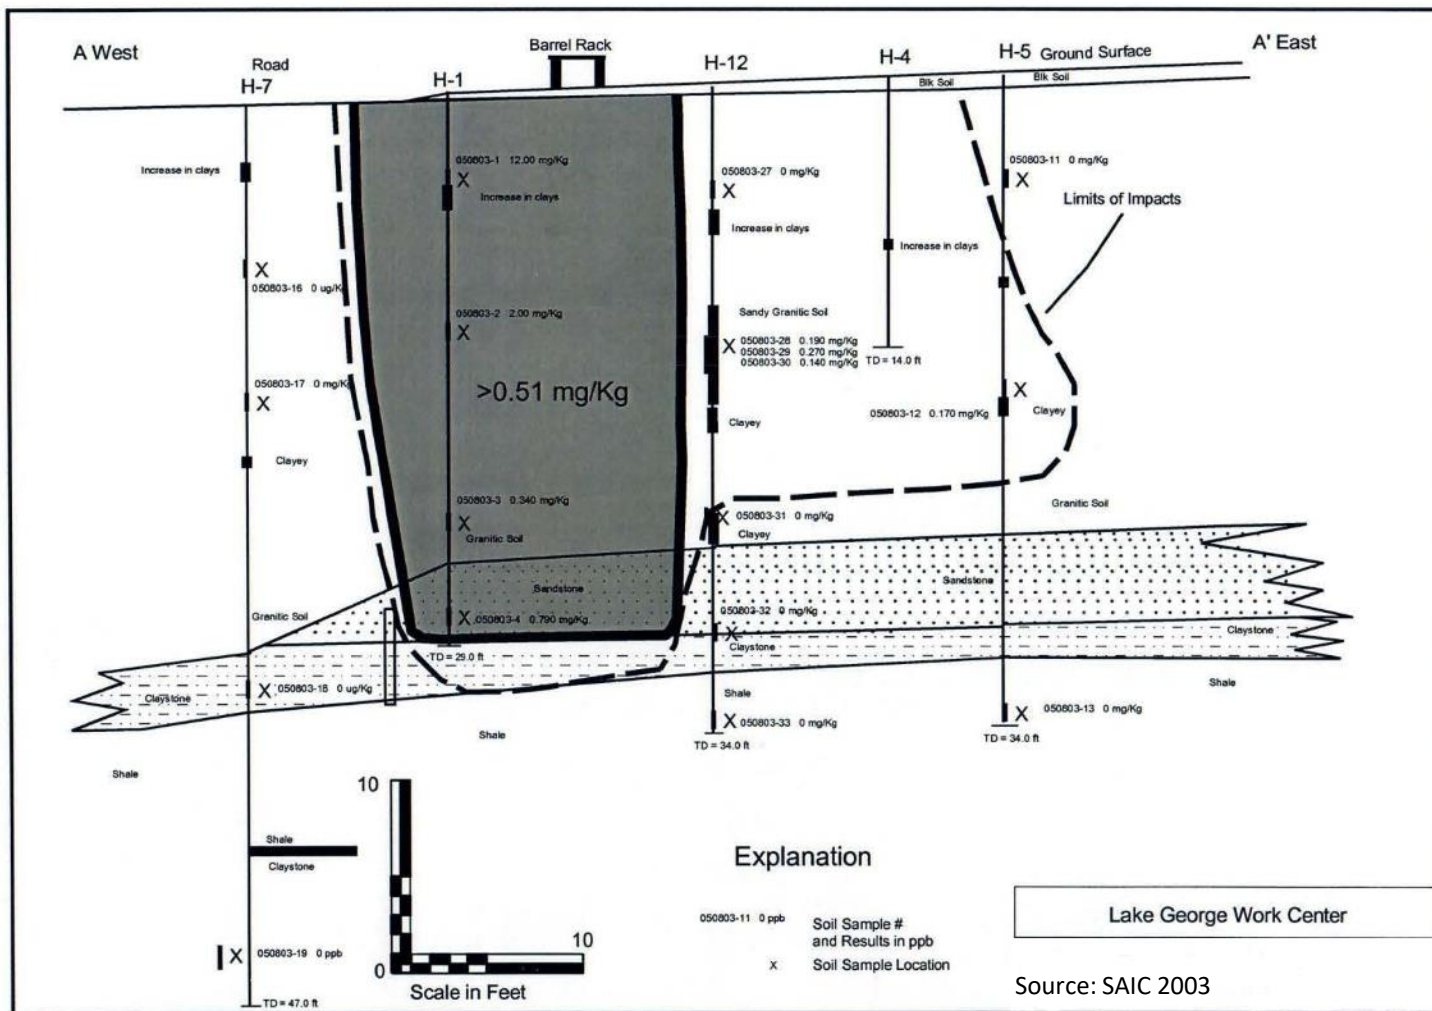 A West
Road
H-7
H-1
Barrel Rack
H-12
H-4
H-5
Ground Surface
A' East
Blk Soil
Blk Soil
Increase in clays
050803-1 12.00 mg/Kg
Increase in clays
050803-27 0 mg/Kg
Increase in clays
050803-11 0 mg/Kg
Limits of Impacts
Increase in clays
050803-16 0 ug/Kg
050803-2 2.00 mg/Kg
Sandy Granitic Soil
050803-28 0.190 mg/Kg
050803-29 0.270 mg/Kg
050803-30 0.140 mg/Kg
TD = 14.0 ft
050803-17 0 mg/Kg
>0.51 mg/Kg
050803-12 0.170 mg/Kg
Clayey
Clayey
Clayey
050803-3 0.340 mg/Kg
Granitic Soil
050803-31 0 mg/Kg
Clayey
Granitic Soil
Sandstone
Sandstone
Granitic Soil
050803-4 0.790 mg/Kg
050803-32 0 mg/Kg
Claystone
Claystone
TD = 29.0 ft
Claystone
050803-18 0 ug/Kg
Shale
Shale
Shale
050803-33 0 mg/Kg
050803-13 0 mg/Kg
TD = 34.0 ft
TD = 34.0 ft
Shale
10
Shale
Claystone
Explanation
050803-11 0 ppb
Soil Sample #
and Results in ppb
X
Soil Sample Location
Lake George Work Center
10
0
050803-19 0 ppb
Scale in Feet
Source: SAIC 2003
TD = 47.0 ft